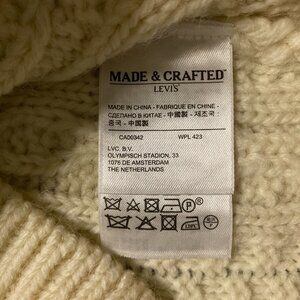 MADE & CRAFTED
LEVI'S
MADE IN CHINA - FABRIQUE EN CHINE -
СДЕЛАНО В КИТАЕ - 中國製 - 제조국 :
중국 - 中国製
CA00342 WPL 423
LVC. B.V.
OLYMPISCH STADION, 33
1076 DE AMSTERDAM
THE NETHERLANDS
P